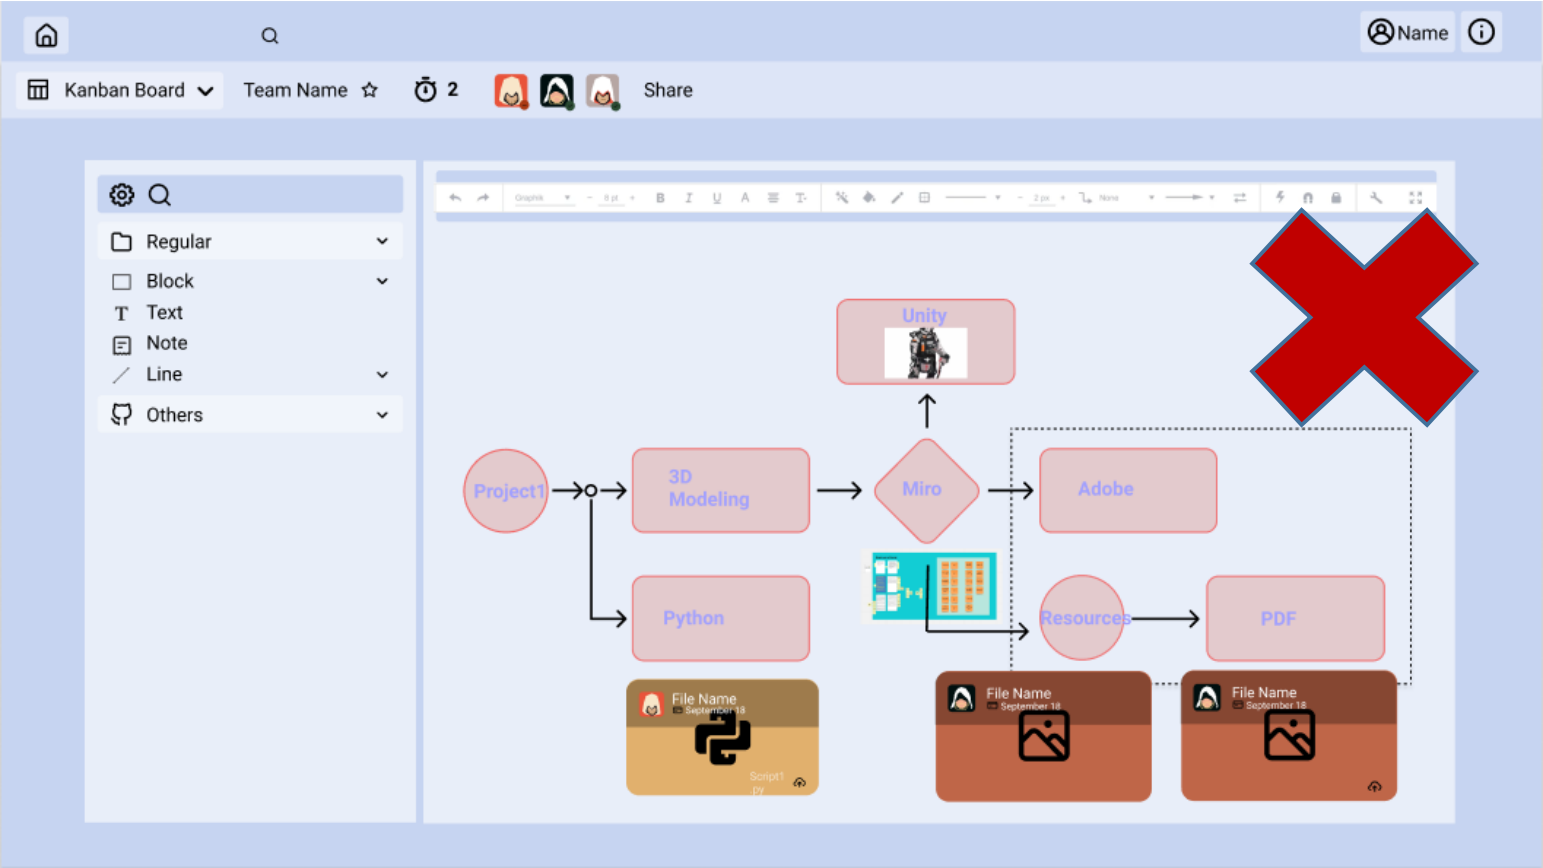 Name
Kanban Board
Team Name
2
Share
Graphik
8 pt
B I U A T
2 px
None
Regular
Block
T Text
Note
Line
Others
Unity
Project1
3D
Modeling
Miro
Adobe
Python
Resources
PDF
File Name
September 18
Script1
.py
File Name
September 18
File Name
September 18